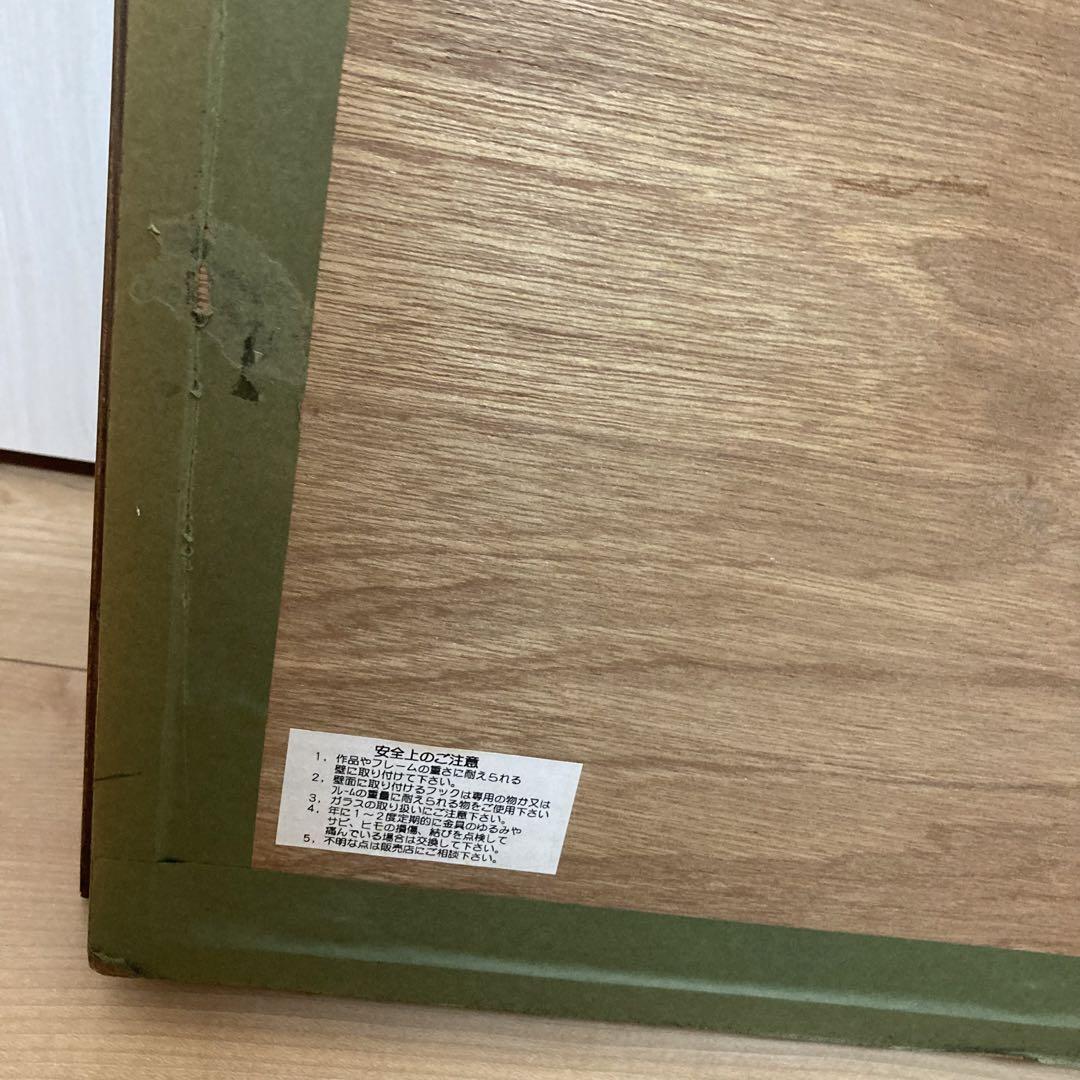 安全上のご注意
1. 作品やフレームの重さに耐えられる
壁に取り付けて下さい。
2. 壁面に取り付けるフックは専用の物か又は
ﾌﾚｰﾑの重量に耐えられる物をご使用下さい
3. ガラスの取り扱いにご注意下さい。
4. 年に1〜2度定期的に金具のゆるみや
サビ、ヒモの損傷、結びを点検して
痛んでいる場合は交換して下さい。
5. 不明な点は販売店にご相談下さい。